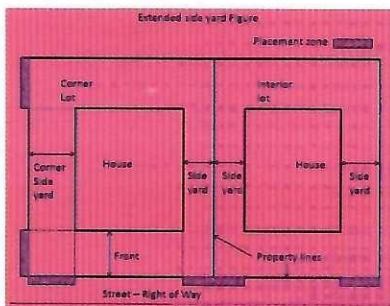 Extended side yard Figure
Placement zone
Corner
Lot
Interior
lot
House
House
Corner
Side
yard
Side
yard
Side
yard
Side
yard
Front
Property lines
Street – Right of Way